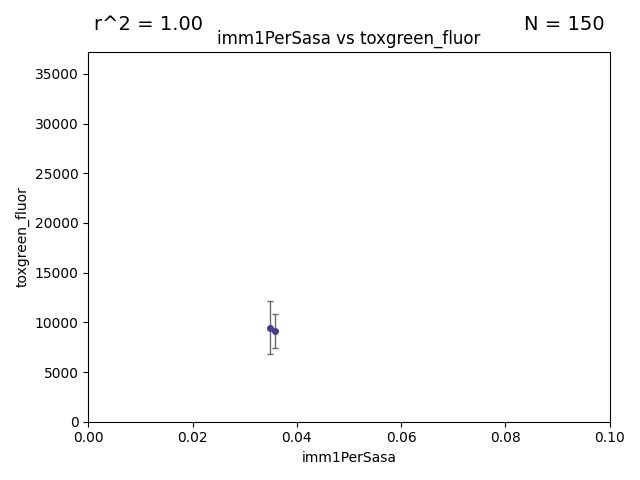 r^2 = 1.00
N = 150
imm1PerSasa vs toxgreen_fluor
35000
30000
25000
20000
15000
10000
5000
0
toxgreen_fluor
0.00 0.02 0.04 0.06 0.08 0.10
imm1PerSasa